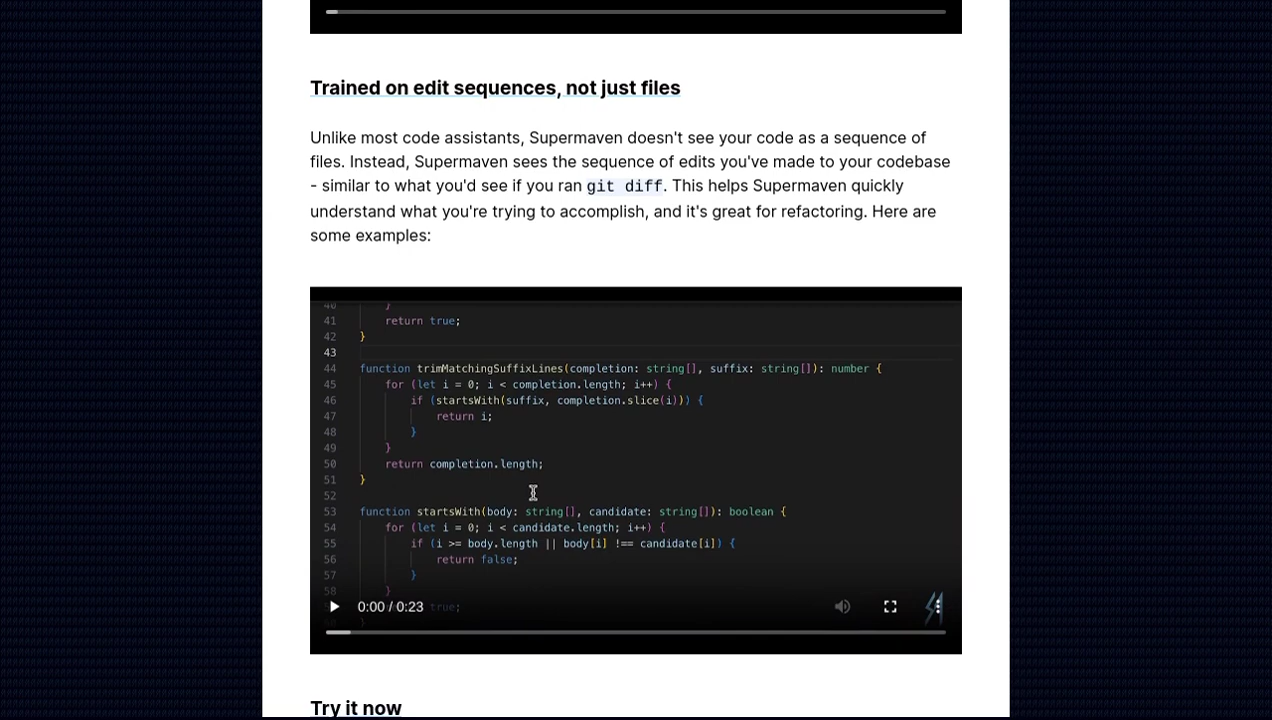 Trained on edit sequences, not just files
Unlike most code assistants, Supermaven doesn't see your code as a sequence of
files. Instead, Supermaven sees the sequence of edits you've made to your codebase
- similar to what you'd see if you ran git diff. This helps Supermaven quickly
understand what you're trying to accomplish, and it's great for refactoring. Here are
some examples:
40 }
41 return true;
42 }
43
44 function trimMatchingSuffixLines(completion: string[], suffix: string[]): number {
45 for (let i = 0; i < completion.length; i++) {
46 if (startsWith(suffix, completion.slice(i))) {
47 return i;
48 }
49 }
50 return completion.length;
51 }
52
53 function startsWith(body: string[], candidate: string[]): boolean {
54 for (let i = 0; i < candidate.length; i++) {
55 if (i >= body.length || body[i] !== candidate[i]) {
56 return false;
57 }
58 }
0:00 / 0:23 true;
Try it now